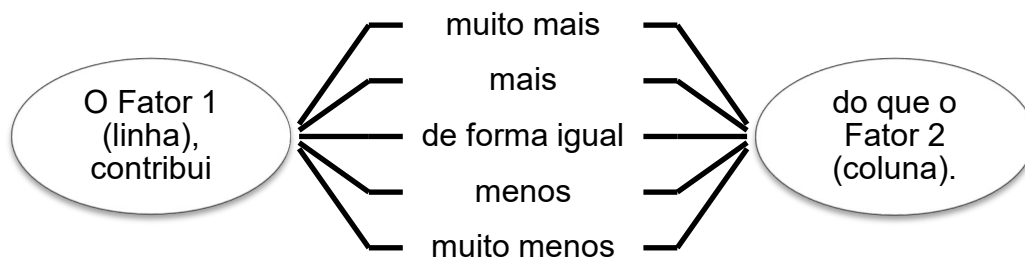 O Fator 1
(linha),
contribui
muito mais
mais
de forma igual
menos
muito menos
do que o
Fator 2
(coluna).